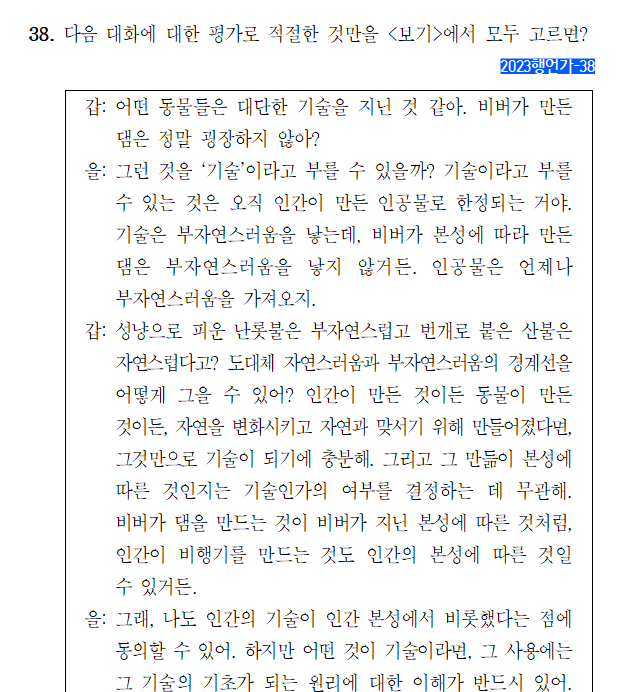 38. 다음 대화에 대한 평가로 적절한 것만을 <보기>에서 모두 고르면?
2023행언가-38
갑: 어떤 동물들은 대단한 기술을 지닌 것 같아. 비버가 만든
댐은 정말 굉장하지 않아?
을: 그런 것을 ‘기술’이라고 부를 수 있을까? 기술이라고 부를
수 있는 것은 오직 인간이 만든 인공물로 한정되는 거야.
기술은 부자연스러움을 낳는데, 비버가 본성에 따라 만든
댐은 부자연스러움을 낳지 않거든. 인공물은 언제나
부자연스러움을 가져오지.
갑: 성냥으로 피운 난롯불은 부자연스럽고 번개로 붙은 산불은
자연스럽다고? 도대체 자연스러움과 부자연스러움의 경계선을
어떻게 그을 수 있어? 인간이 만든 것이든 동물이 만든
것이든, 자연을 변화시키고 자연과 맞서기 위해 만들어졌다면,
그것만으로 기술이 되기에 충분해. 그리고 그 만듦이 본성에
따른 것인지는 기술인가의 여부를 결정하는 데 무관해.
비버가 댐을 만드는 것이 비버가 지닌 본성에 따른 것처럼,
인간이 비행기를 만드는 것도 인간의 본성에 따른 것일
수 있거든.
을: 그래, 나도 인간의 기술이 인간 본성에서 비롯했다는 점에
동의할 수 있어. 하지만 어떤 것이 기술이라면, 그 사용에는
그 기술의 기초가 되는 원리에 대한 이해가 반드시 있어.